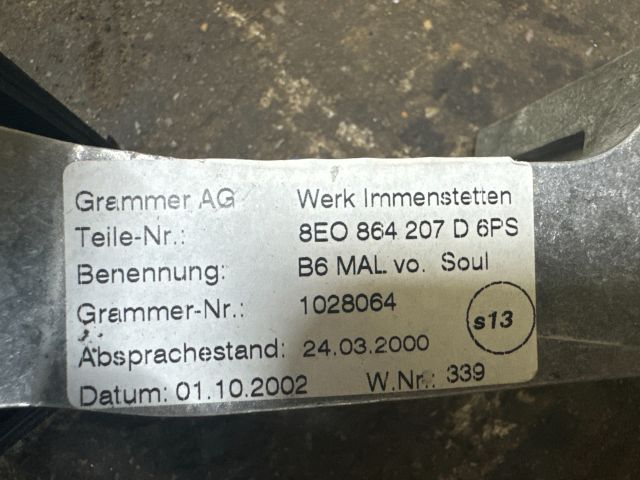 Grammer AG Werk Immenstetten
Teile-Nr.: 8EO 864 207 D 6PS
Benennung: B6 MAL. vo. Soul
Grammer-Nr.: 1028064
s13
Absprachestand: 24.03.2000
Datum: 01.10.2002 W.Nr.: 339